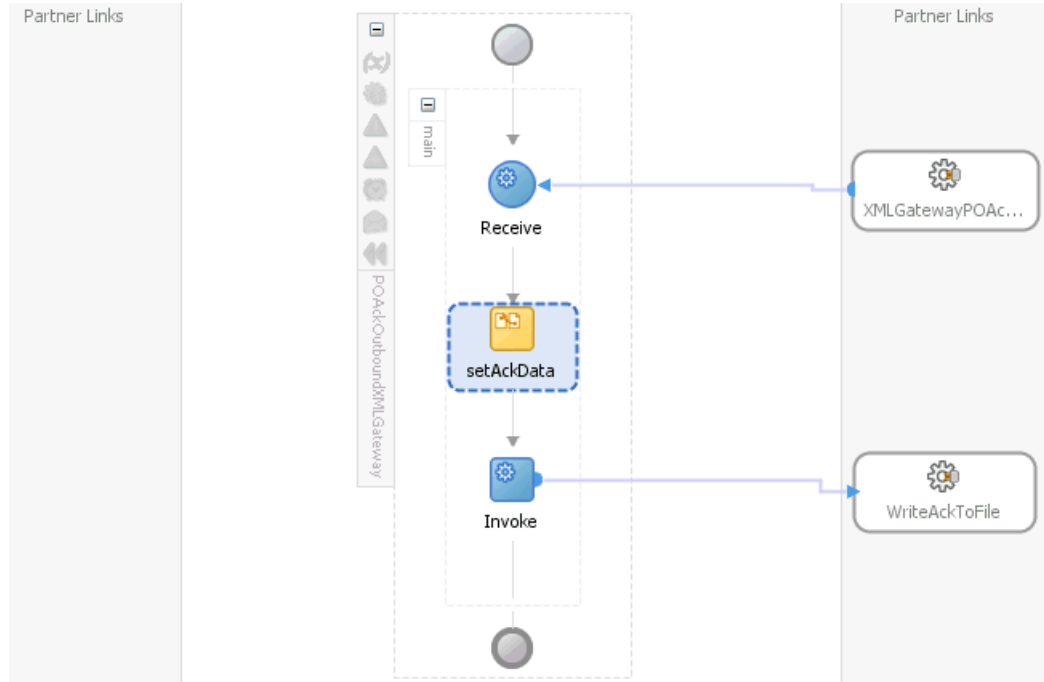 Partner Links
Partner Links
main
Receive
XMLGatewayPOAc...
POAckOutboundXMLGateway
setAckData
Invoke
WriteAckToFile